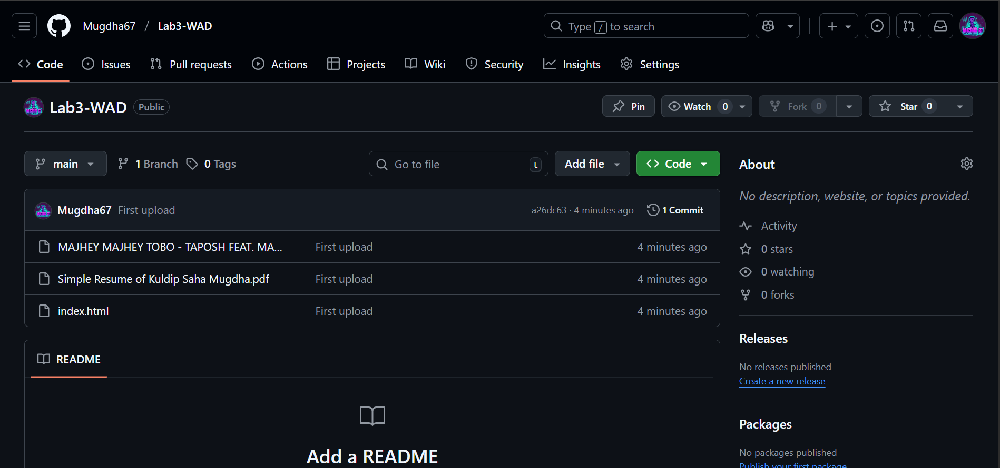 Mugdha67 / Lab3-WAD
Type / to search
Code Issues Pull requests Actions Projects Wiki Security Insights Settings
Lab3-WAD Public
Pin Watch 0 Fork 0 Star 0
main 1 Branch 0 Tags
Go to file t Add file Code
Mugdha67 First upload a26dc63 · 4 minutes ago 1 Commit
MAJHEY MAJHEY TOBO - TAPOSH FEAT. MA... First upload 4 minutes ago
Simple Resume of Kuldip Saha Mugdha.pdf First upload 4 minutes ago
index.html First upload 4 minutes ago
README
Add a README
About
No description, website, or topics provided.
Activity
0 stars
0 watching
0 forks
Releases
No releases published
Create a new release
Packages
No packages published
Publish your first package